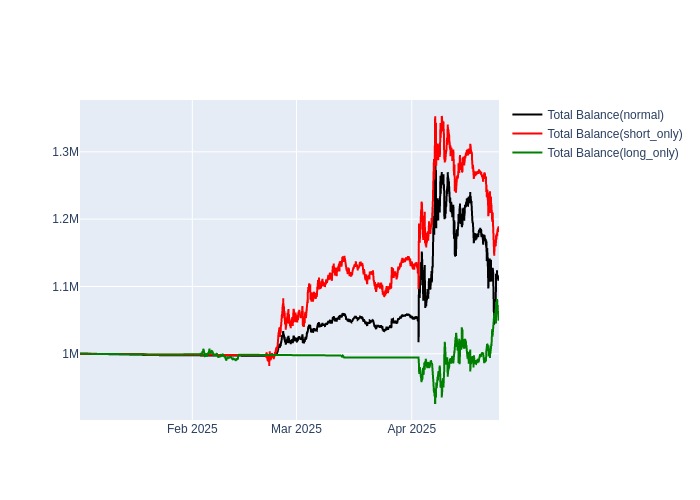 Total Balance(normal)
Total Balance(short_only)
Total Balance(long_only)
1.3M
1.2M
1.1M
1M
Feb 2025
Mar 2025
Apr 2025